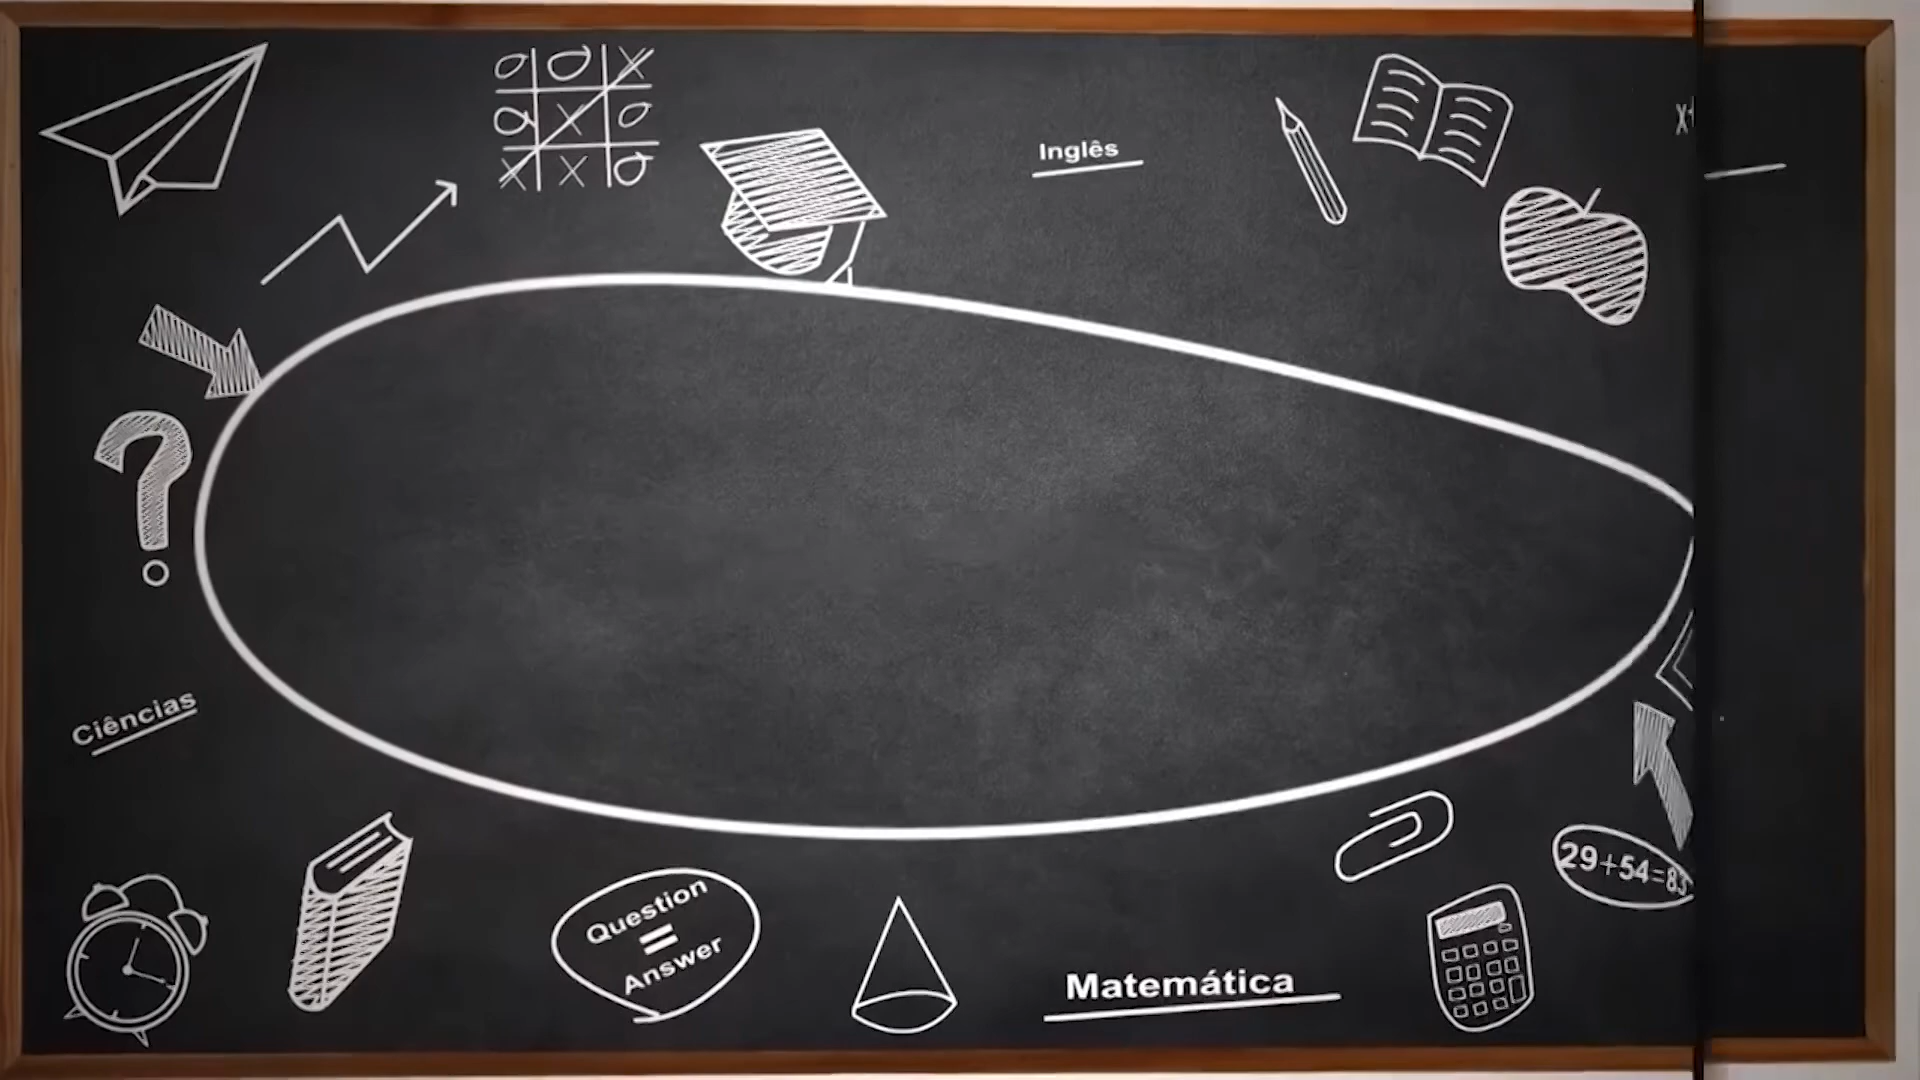 O O X
O X O
X X O
Inglês
X+
Ciências
Question
=
Answer
29+54=83
Matemática